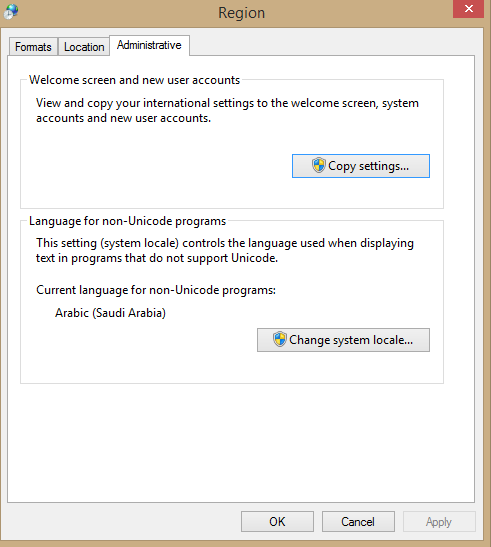 Region
Formats
Location
Administrative
Welcome screen and new user accounts
View and copy your international settings to the welcome screen, system
accounts and new user accounts.
Copy settings...
Language for non-Unicode programs
This setting (system locale) controls the language used when displaying
text in programs that do not support Unicode.
Current language for non-Unicode programs:
Arabic (Saudi Arabia)
Change system locale...
OK
Cancel
Apply